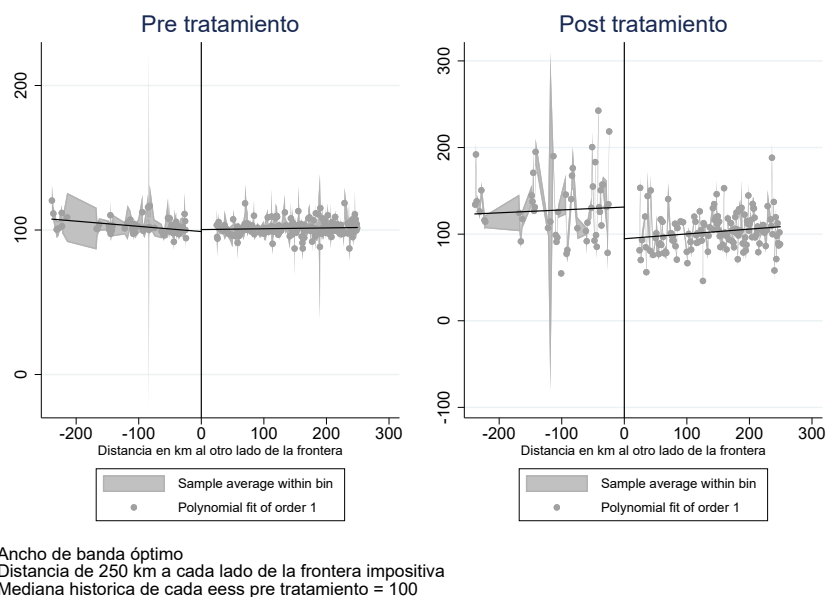 Pre tratamiento
200
100
0
-200 -100 0 100 200 300
Distancia en km al otro lado de la frontera
Sample average within bin
Polynomial fit of order 1
Post tratamiento
300
200
100
0
-100
-200 -100 0 100 200 300
Distancia en km al otro lado de la frontera
Sample average within bin
Polynomial fit of order 1
Ancho de banda óptimo
Distancia de 250 km a cada lado de la frontera impositiva
Mediana historica de cada eess pre tratamiento = 100